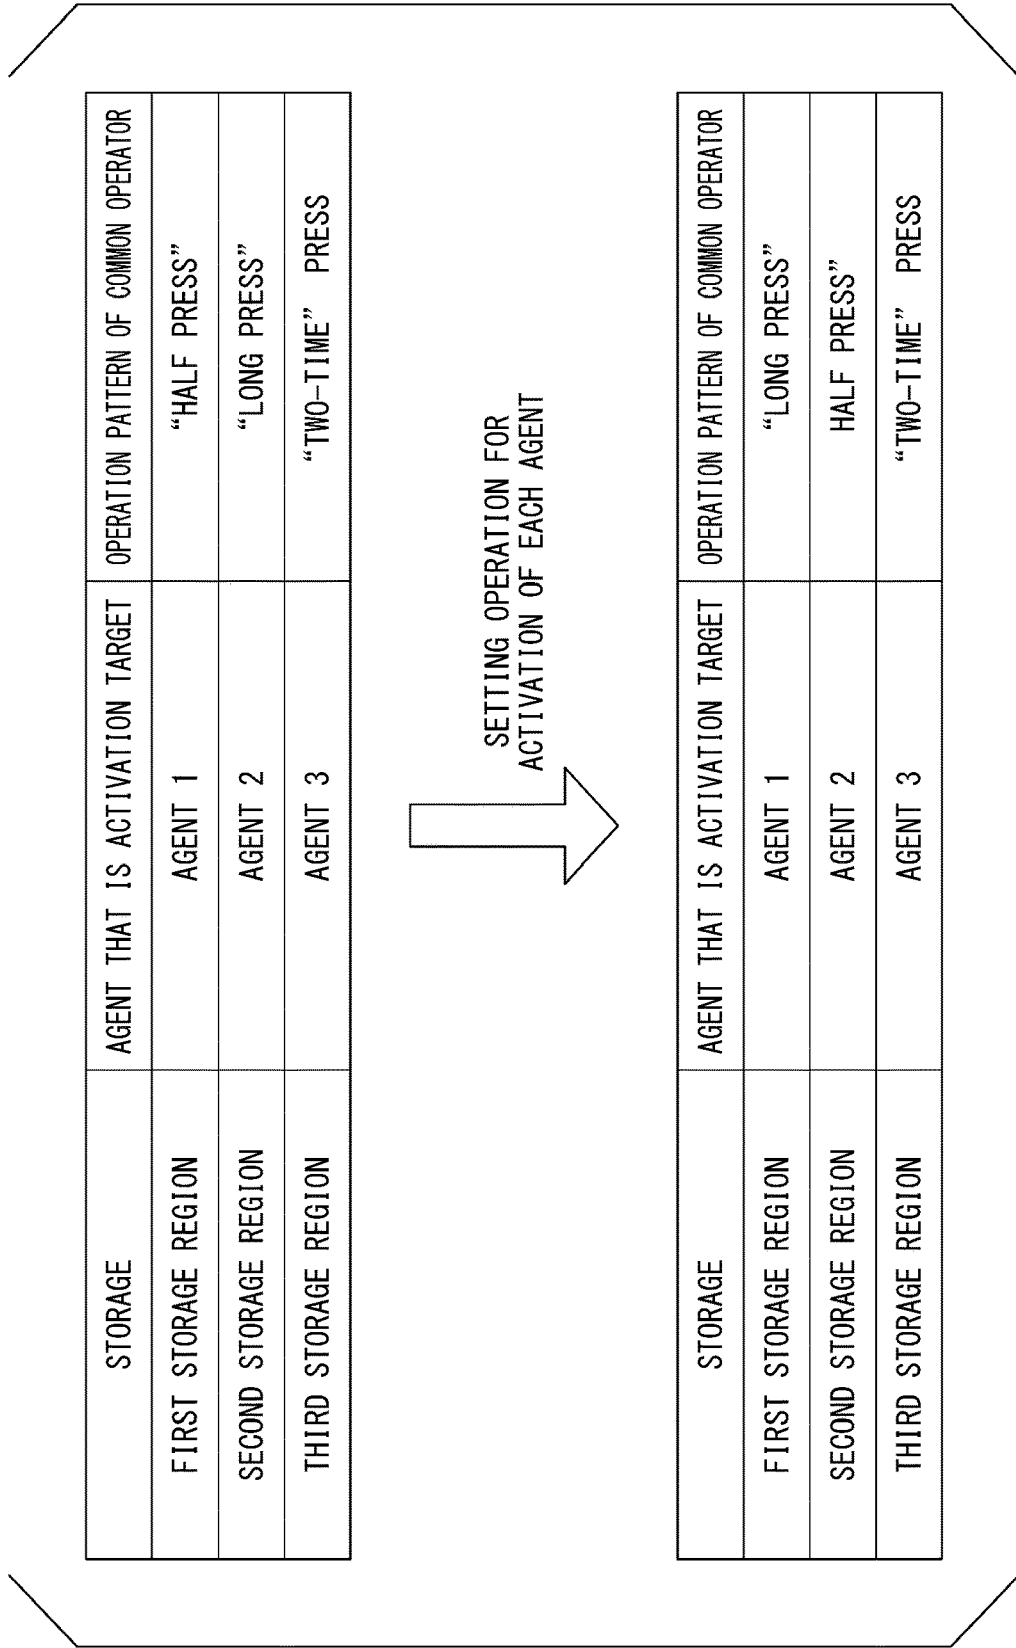 STORAGE AGENT THAT IS ACTIVATION TARGET OPERATION PATTERN OF COMMON OPERATOR
FIRST STORAGE REGION AGENT 1 “HALF PRESS”
SECOND STORAGE REGION AGENT 2 “LONG PRESS”
THIRD STORAGE REGION AGENT 3 “TWO-TIME” PRESS
SETTING OPERATION FOR
ACTIVATION OF EACH AGENT
STORAGE AGENT THAT IS ACTIVATION TARGET OPERATION PATTERN OF COMMON OPERATOR
FIRST STORAGE REGION AGENT 1 “LONG PRESS”
SECOND STORAGE REGION AGENT 2 HALF PRESS”
THIRD STORAGE REGION AGENT 3 “TWO-TIME” PRESS